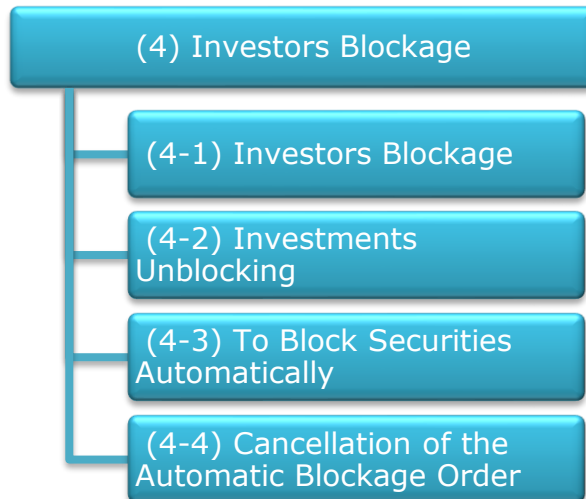 (4) Investors Blockage
(4-1) Investors Blockage
(4-2) Investments
Unblocking
(4-3) To Block Securities
Automatically
(4-4) Cancellation of the
Automatic Blockage Order